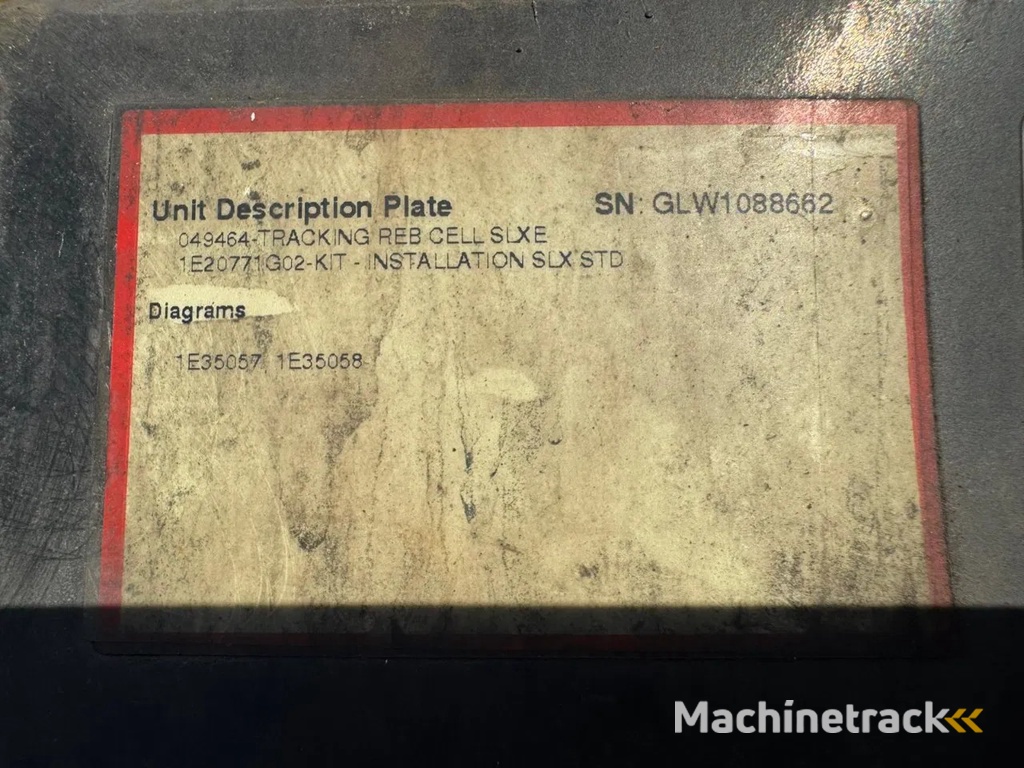 Unit Description Plate SN: GLW1088662
049464-TRACKING REB CELL SLXE
1E20771G02-KIT - INSTALLATION SLX STD
Diagrams
1E35057, 1E35058
Machinetrack